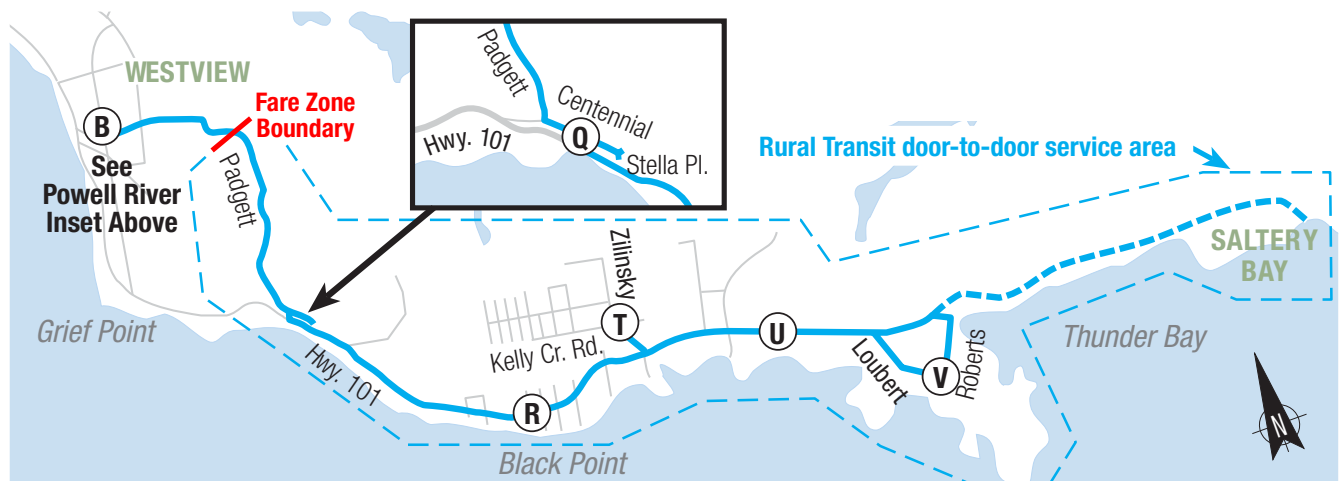 WESTVIEW
B
See
Powell River
Inset Above
Fare Zone
Boundary
Padgett
Padgett
Centennial
Hwy. 101
Q
Stella Pl.
Rural Transit door-to-door service area
SALTERY
BAY
Grief Point
Hwy. 101
Zilinsky
T
Kelly Cr. Rd.
R
U
Loubert
V
Roberts
Thunder Bay
Black Point
N